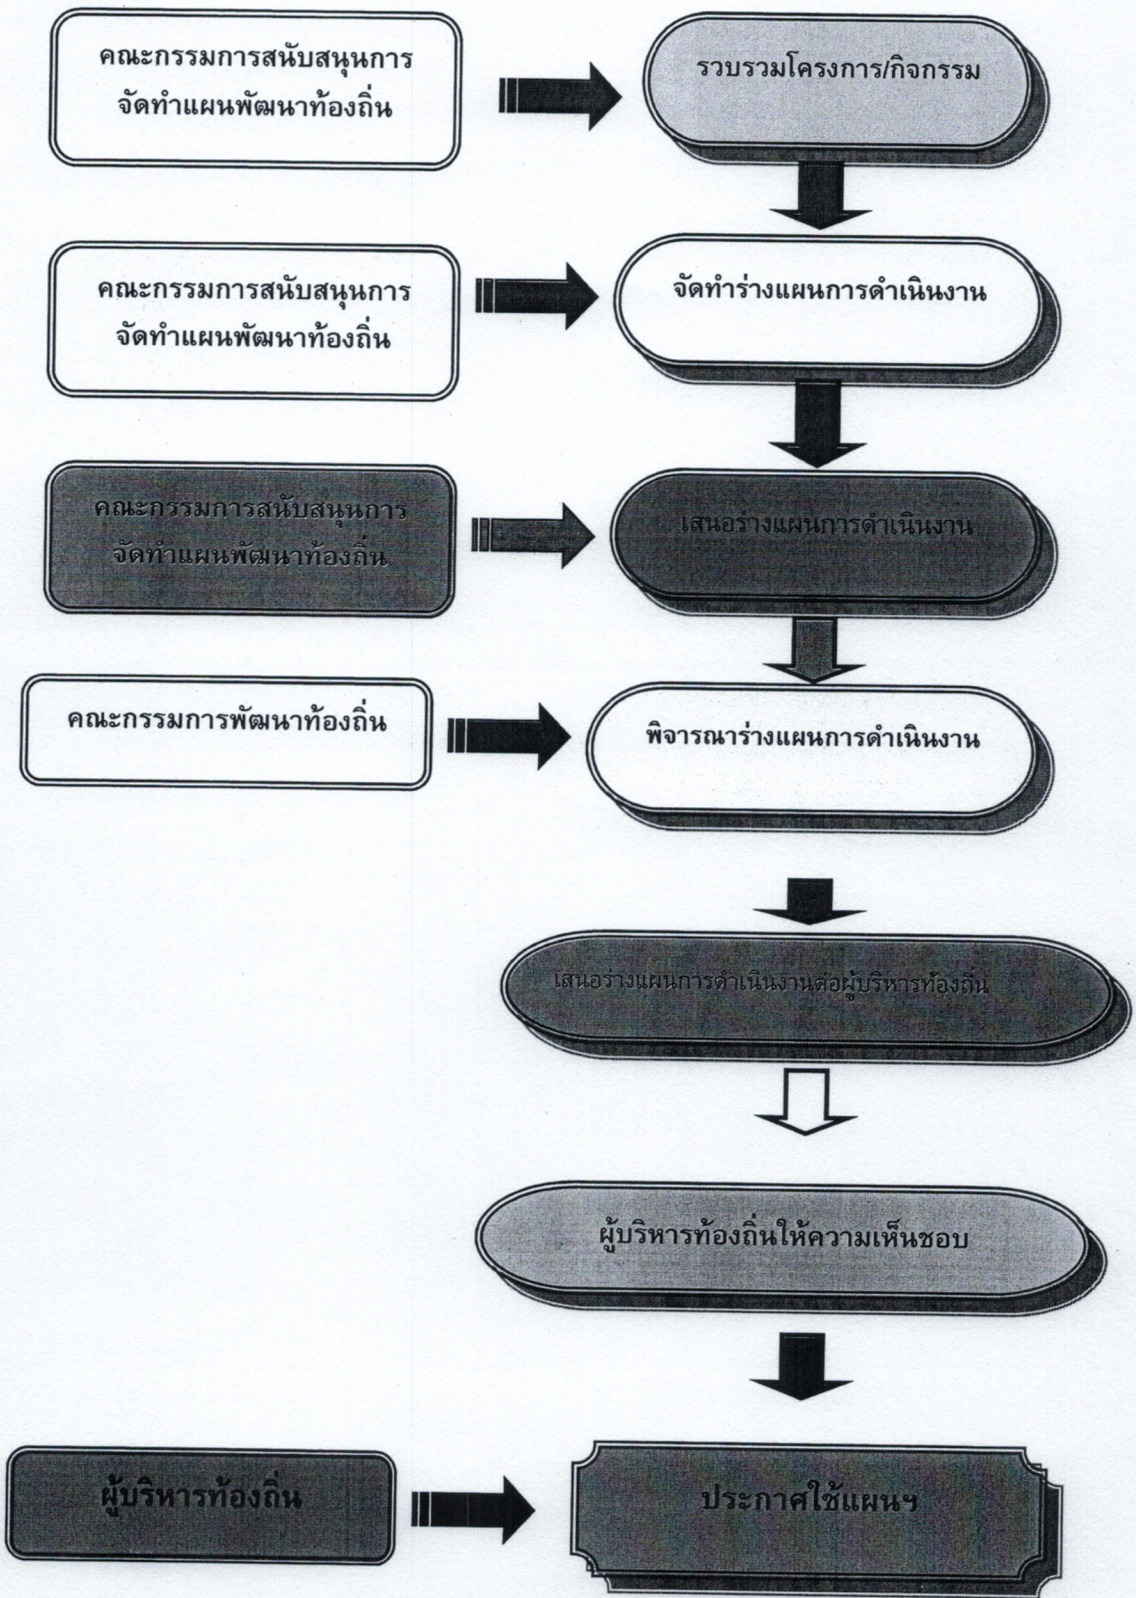 คณะกรรมการสนับสนุนการ
จัดทำแผนพัฒนาท้องถิ่น
รวบรวมโครงการ/กิจกรรม
คณะกรรมการสนับสนุนการ
จัดทำแผนพัฒนาท้องถิ่น
จัดทำร่างแผนการดำเนินงาน
คณะกรรมการสนับสนุนการ
จัดทำแผนพัฒนาท้องถิ่น
เสนอร่างแผนการดำเนินงาน
คณะกรรมการพัฒนาท้องถิ่น
พิจารณาร่างแผนการดำเนินงาน
เสนอร่างแผนการดำเนินงานต่อผู้บริหารท้องถิ่น
ผู้บริหารท้องถิ่นให้ความเห็นชอบ
ผู้บริหารท้องถิ่น
ประกาศใช้แผนฯ